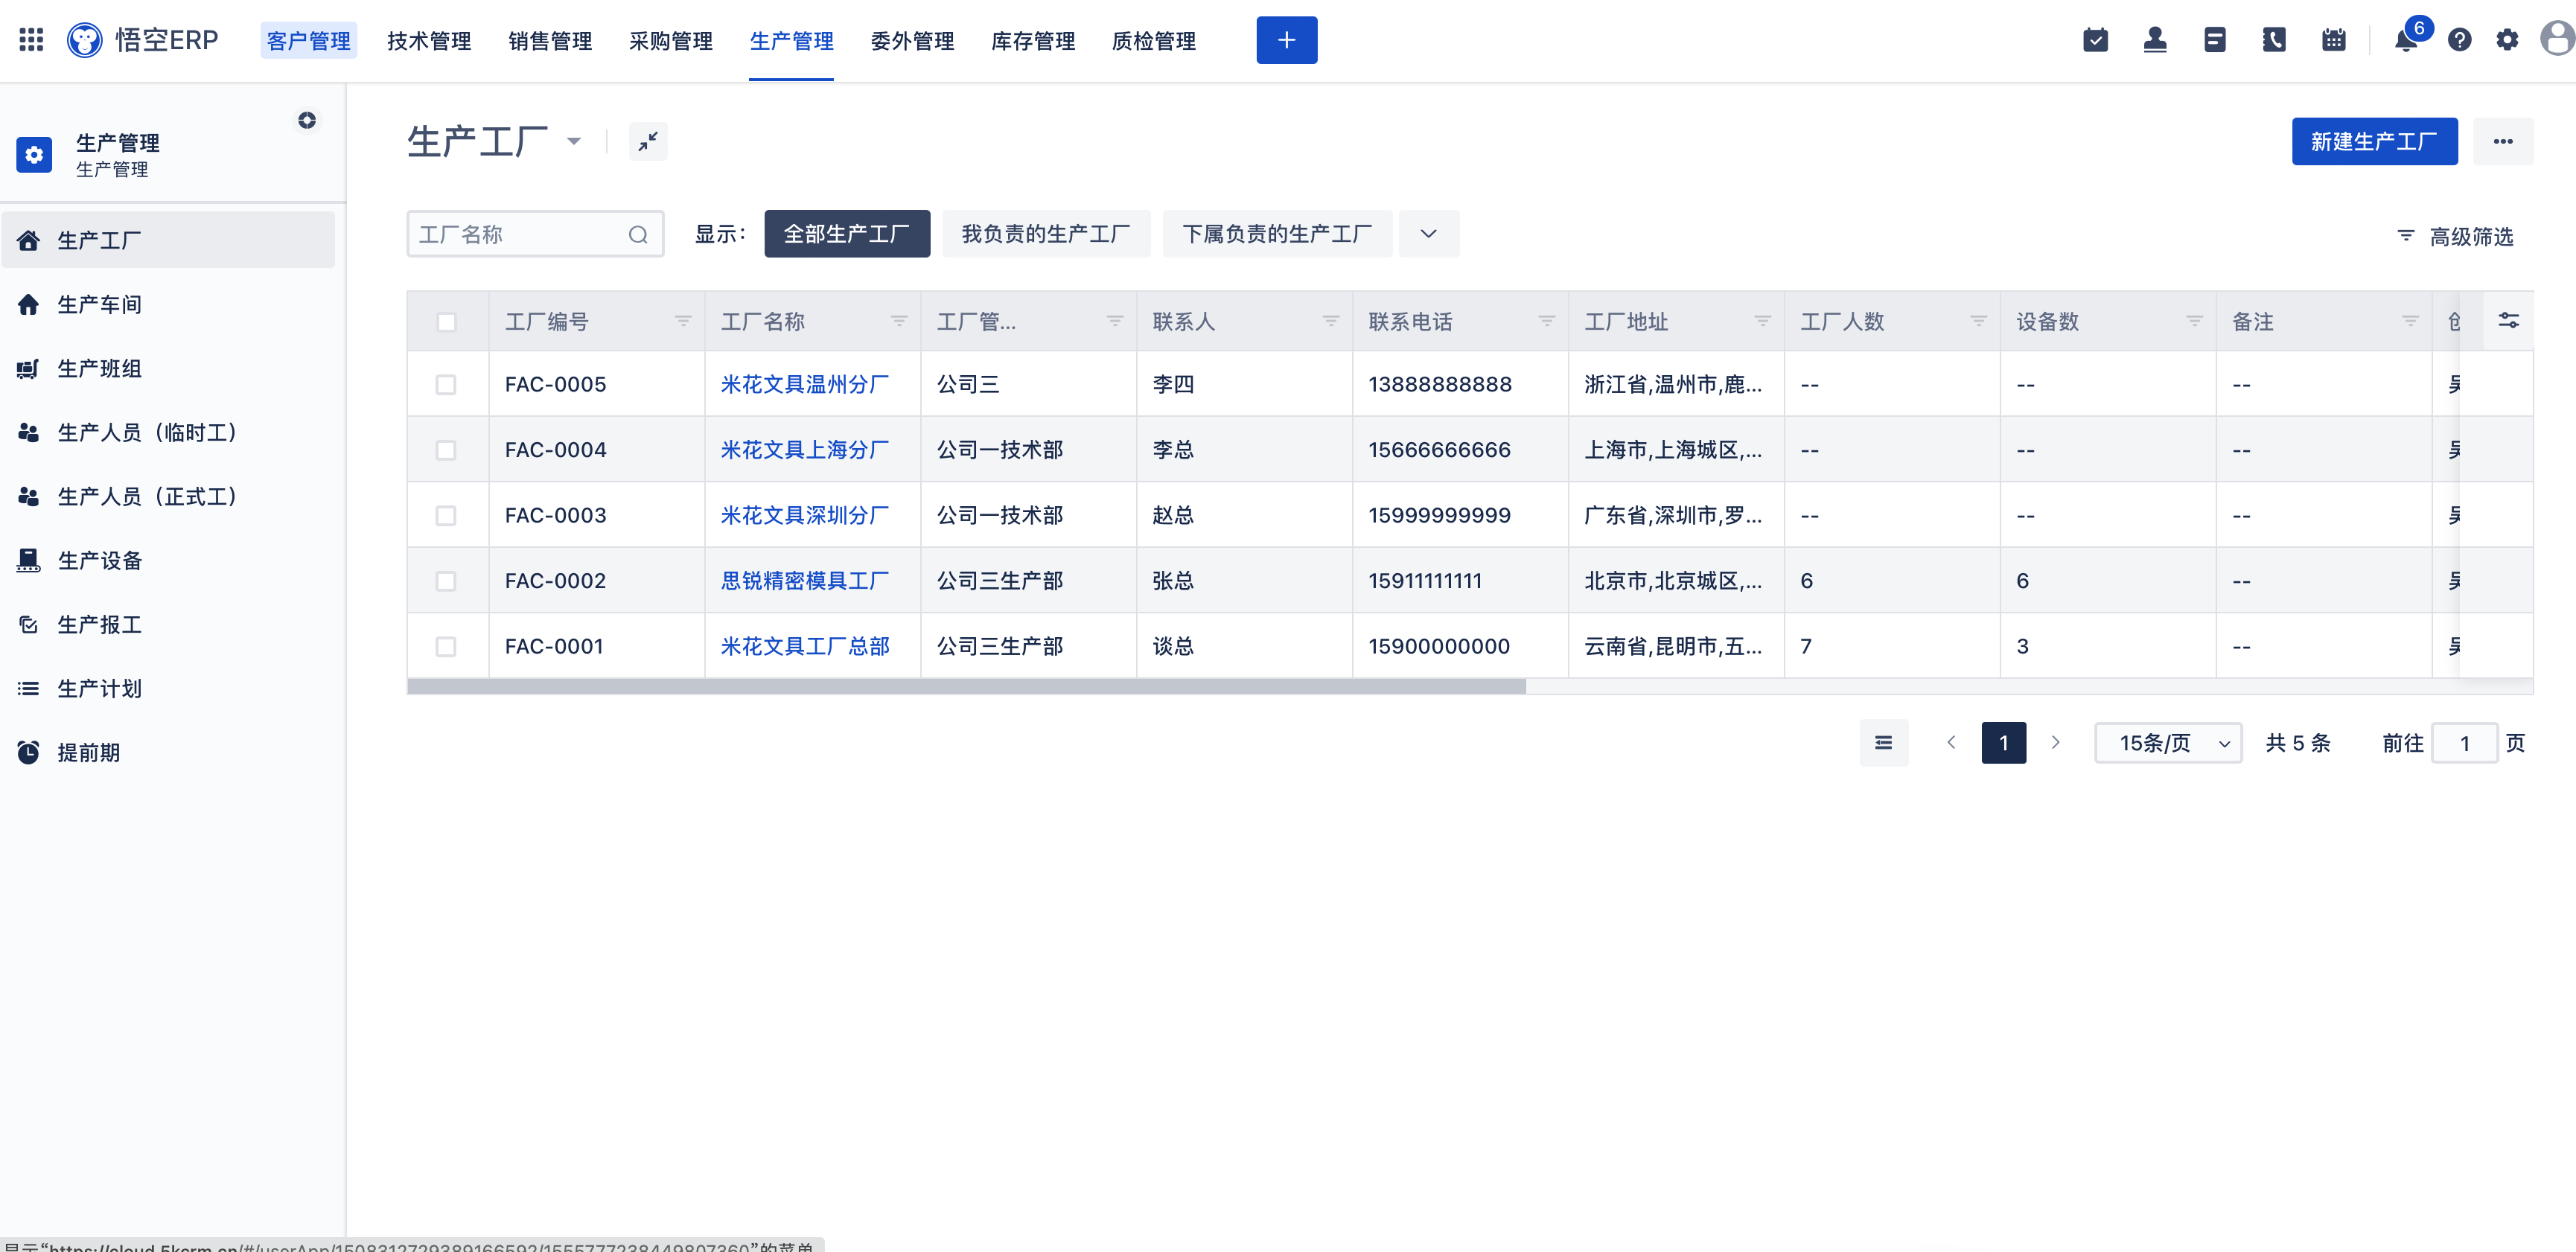 悟空ERP 客户管理 技术管理 销售管理 采购管理 生产管理 委外管理 库存管理 质检管理 + 6
生产管理
生产管理
生产工厂
生产车间
生产班组
生产人员（临时工）
生产人员（正式工）
生产设备
生产报工
生产计划
提前期
生产工厂 新建生产工厂
工厂名称 显示： 全部生产工厂 我负责的生产工厂 下属负责的生产工厂 高级筛选
工厂编号 工厂名称 工厂管... 联系人 联系电话 工厂地址 工厂人数 设备数 备注
FAC-0005 米花文具温州分厂 公司三 李四 13888888888 浙江省,温州市,鹿... -- -- --
FAC-0004 米花文具上海分厂 公司一技术部 李总 15666666666 上海市,上海城区,... -- -- --
FAC-0003 米花文具深圳分厂 公司一技术部 赵总 15999999999 广东省,深圳市,罗... -- -- --
FAC-0002 思锐精密模具工厂 公司三生产部 张总 15911111111 北京市,北京城区,... 6 6 --
FAC-0001 米花文具工厂总部 公司三生产部 谈总 15900000000 云南省,昆明市,五... 7 3 --
1 15条/页 共 5 条 前往 1 页